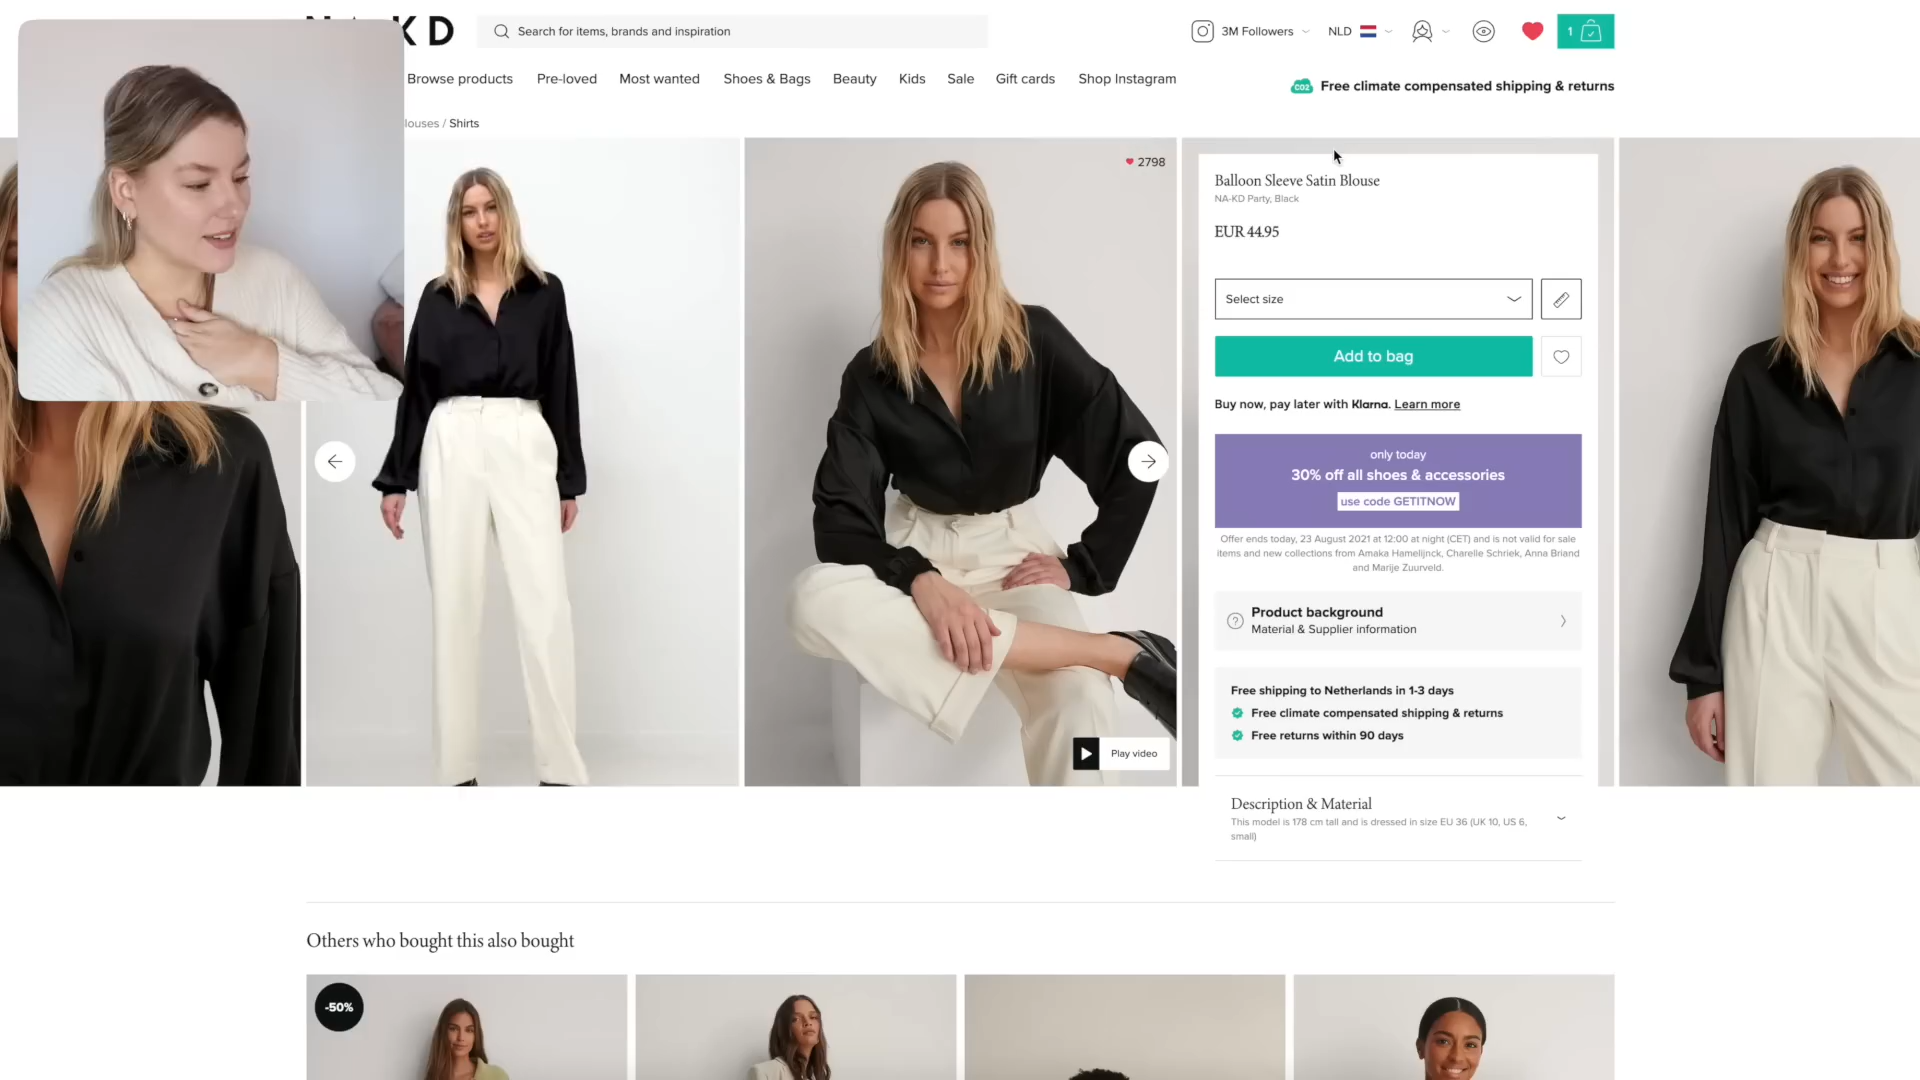 Search for items, brands and inspiration
3M Followers
NLD
1
Browse products
Pre-loved
Most wanted
Shoes & Bags
Beauty
Kids
Sale
Gift cards
Shop Instagram
CO2
Free climate compensated shipping & returns
/ Shirts
2798
Balloon Sleeve Satin Blouse
NA-KD Party, Black
EUR 44.95
Select size
Add to bag
Buy now, pay later with Klarna. Learn more
only today
30% off all shoes & accessories
use code GETITNOW
Offer ends today, 23 August 2021 at 12:00 at night (CET) and is not valid for sale
items and new collections from Amaka Hamelijnck, Charelle Schriek, Anna Briand
and Marije Zuurveld.
Product background
Material & Supplier information
Free shipping to Netherlands in 1-3 days
Free climate compensated shipping & returns
Free returns within 90 days
Play video
Description & Material
This model is 178 cm tall and is dressed in size EU 36 (UK 10, US 6,
small)
Others who bought this also bought
-50%